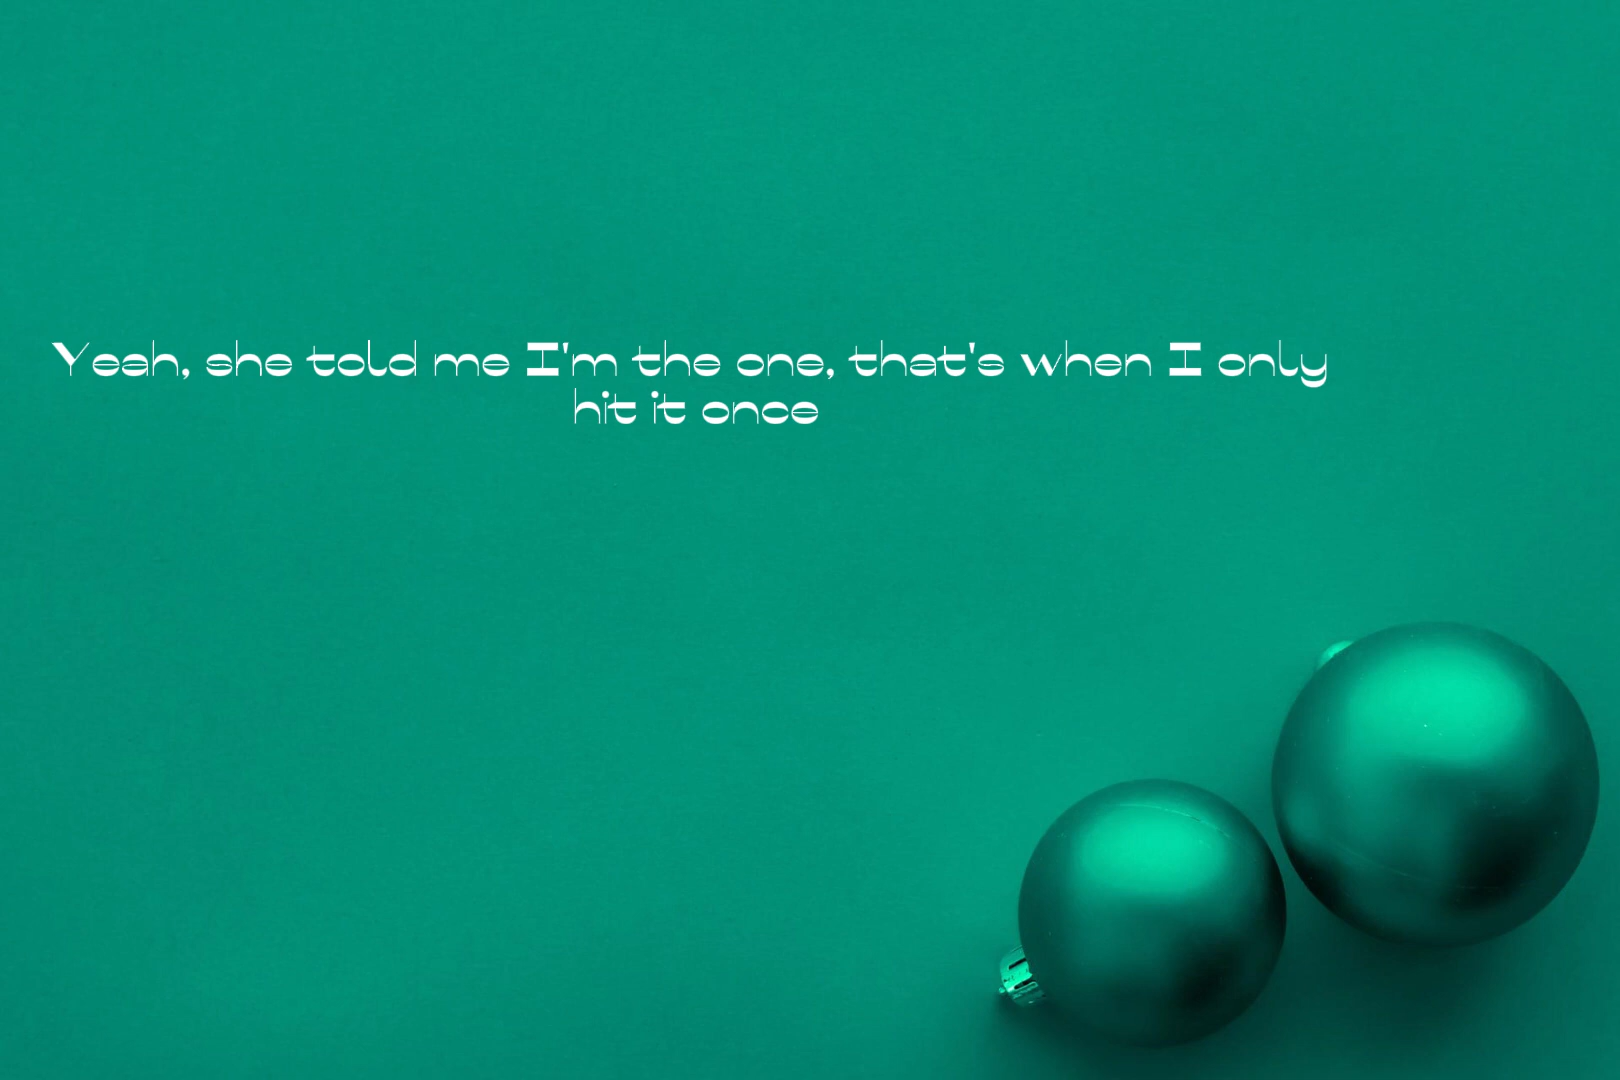 Yeah, she told me I'm the one, that's when I only
hit it once